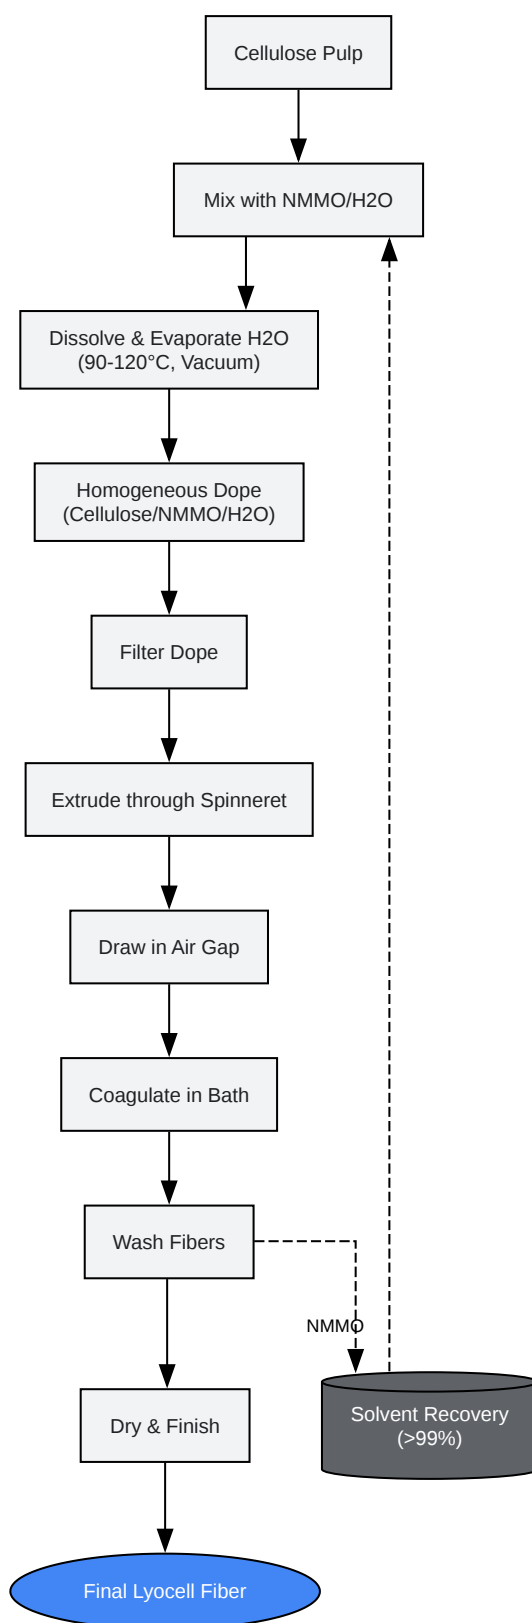 Cellulose Pulp
Mix with NMMO/H2O
Dissolve & Evaporate H2O
(90-120°C, Vacuum)
Homogeneous Dope
(Cellulose/NMMO/H2O)
Filter Dope
Extrude through Spinneret
Draw in Air Gap
Coagulate in Bath
Wash Fibers
NMMO
Solvent Recovery
(>99%)
Dry & Finish
Final Lyocell Fiber